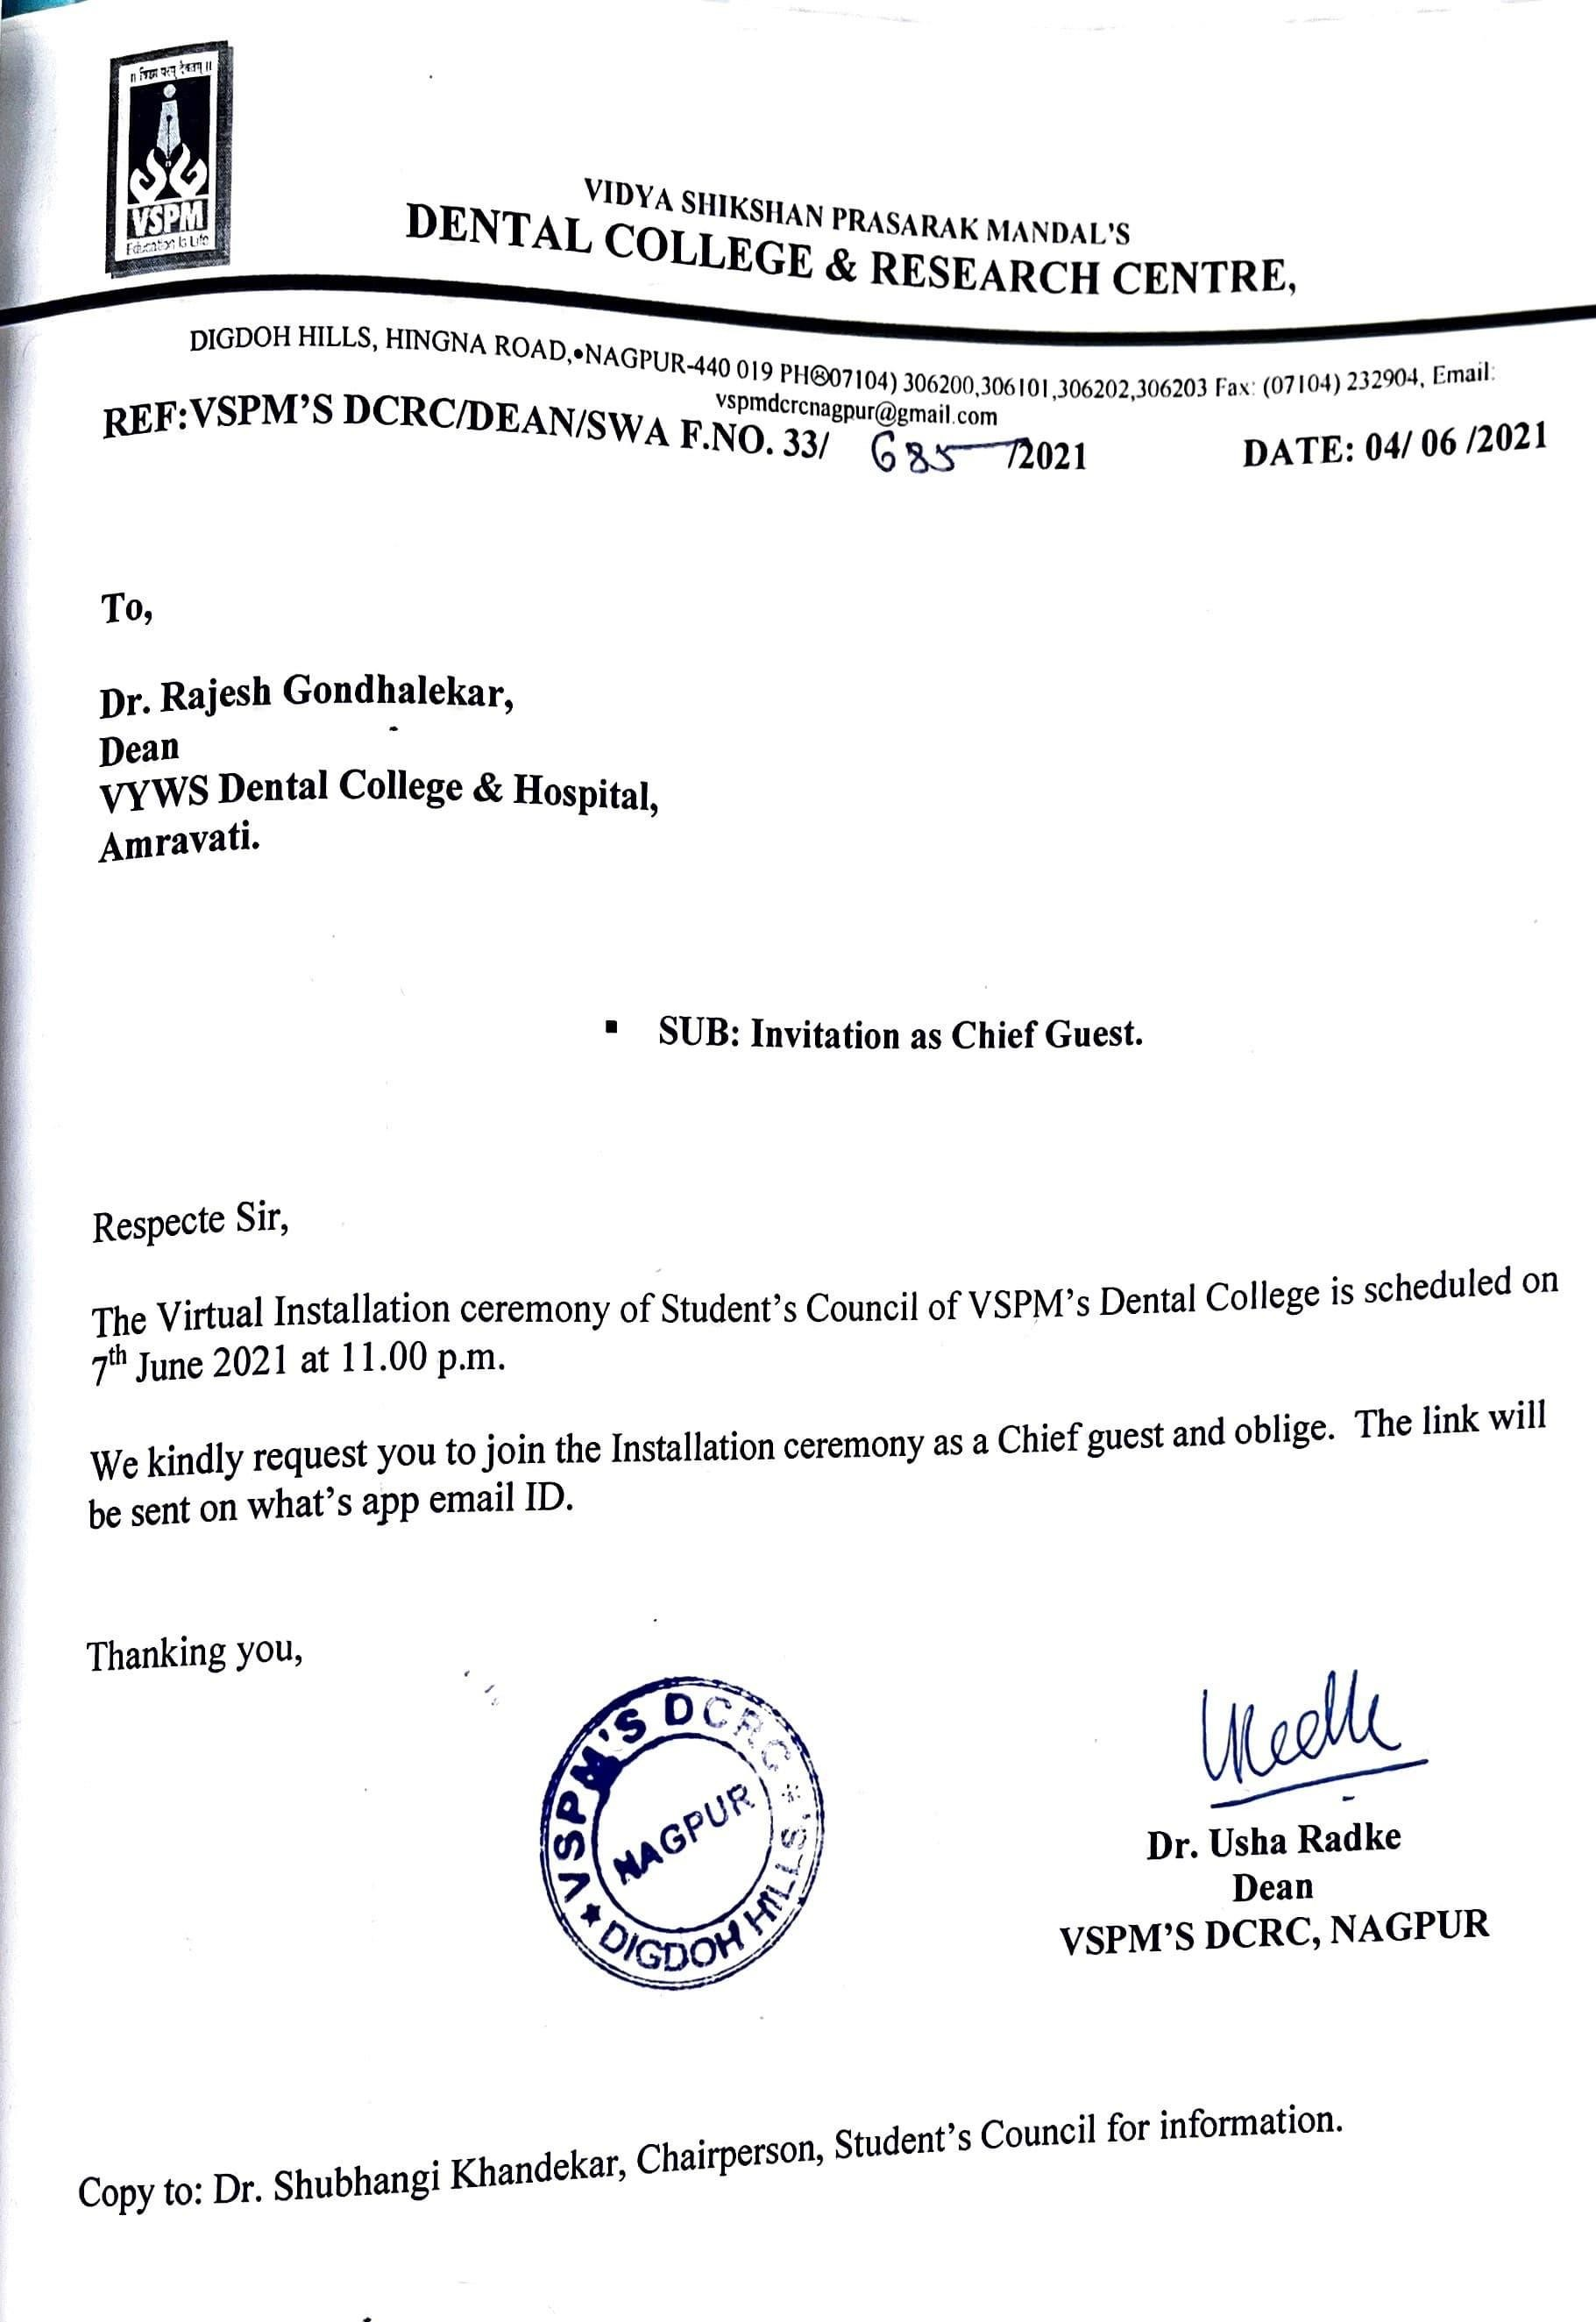 VSPM
Education Is Life
VIDYA SHIKSHAN PRASARAK MANDAL'S
DENTAL COLLEGE & RESEARCH CENTRE,
DIGDOH HILLS, HINGNA ROAD,•NAGPUR-440 019 PH☹07104) 306200,306101,306202,306203 Fax: (07104) 232904, Email:
vspmdcrcnagpur@gmail.com
REF:VSPM'S DCRC/DEAN/SWA F.NO. 33/ 685 /2021 DATE: 04/ 06 /2021
To,
Dr. Rajesh Gondhalekar,
Dean
VYWS Dental College & Hospital,
Amravati.
▪ SUB: Invitation as Chief Guest.
Respecte Sir,
The Virtual Installation ceremony of Student's Council of VSPM's Dental College is scheduled on
7th June 2021 at 11.00 p.m.
We kindly request you to join the Installation ceremony as a Chief guest and oblige. The link will
be sent on what's app email ID.
Thanking you,
VSPM'S DCRC * DIGDOH HILLS, ★
NAGPUR
Dr. Usha Radke
Dean
VSPM'S DCRC, NAGPUR
Copy to: Dr. Shubhangi Khandekar, Chairperson, Student's Council for information.